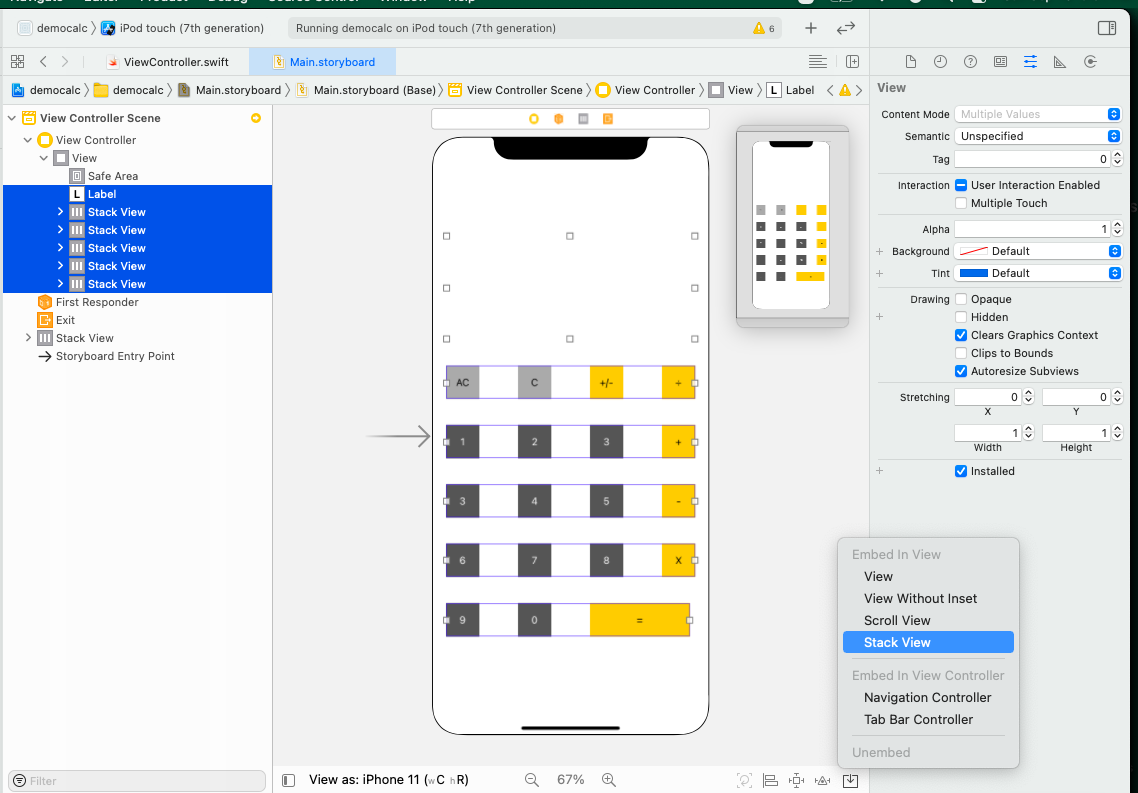 democalc
iPod touch (7th generation)
Running democalc on iPod touch (7th generation)
6
ViewController.swift
Main.storyboard
democalc
democalc
Main.storyboard
Main.storyboard (Base)
View Controller Scene
View Controller
View
L
Label
View Controller Scene
View Controller
View
Safe Area
L
Label
Stack View
Stack View
Stack View
Stack View
Stack View
First Responder
Exit
Stack View
Storyboard Entry Point
Filter
AC
C
+/-
÷
1
2
3
+
3
4
5
-
6
7
8
X
9
0
=
View as: iPhone 11 (wC hR)
67%
View
Content Mode
Multiple Values
Semantic
Unspecified
Tag
0
Interaction
User Interaction Enabled
Multiple Touch
Alpha
1
Background
Default
Tint
Default
Drawing
Opaque
Hidden
Clears Graphics Context
Clips to Bounds
Autoresize Subviews
Stretching
0
0
X
Y
1
1
Width
Height
Installed
Embed In View
View
View Without Inset
Scroll View
Stack View
Embed In View Controller
Navigation Controller
Tab Bar Controller
Unembed